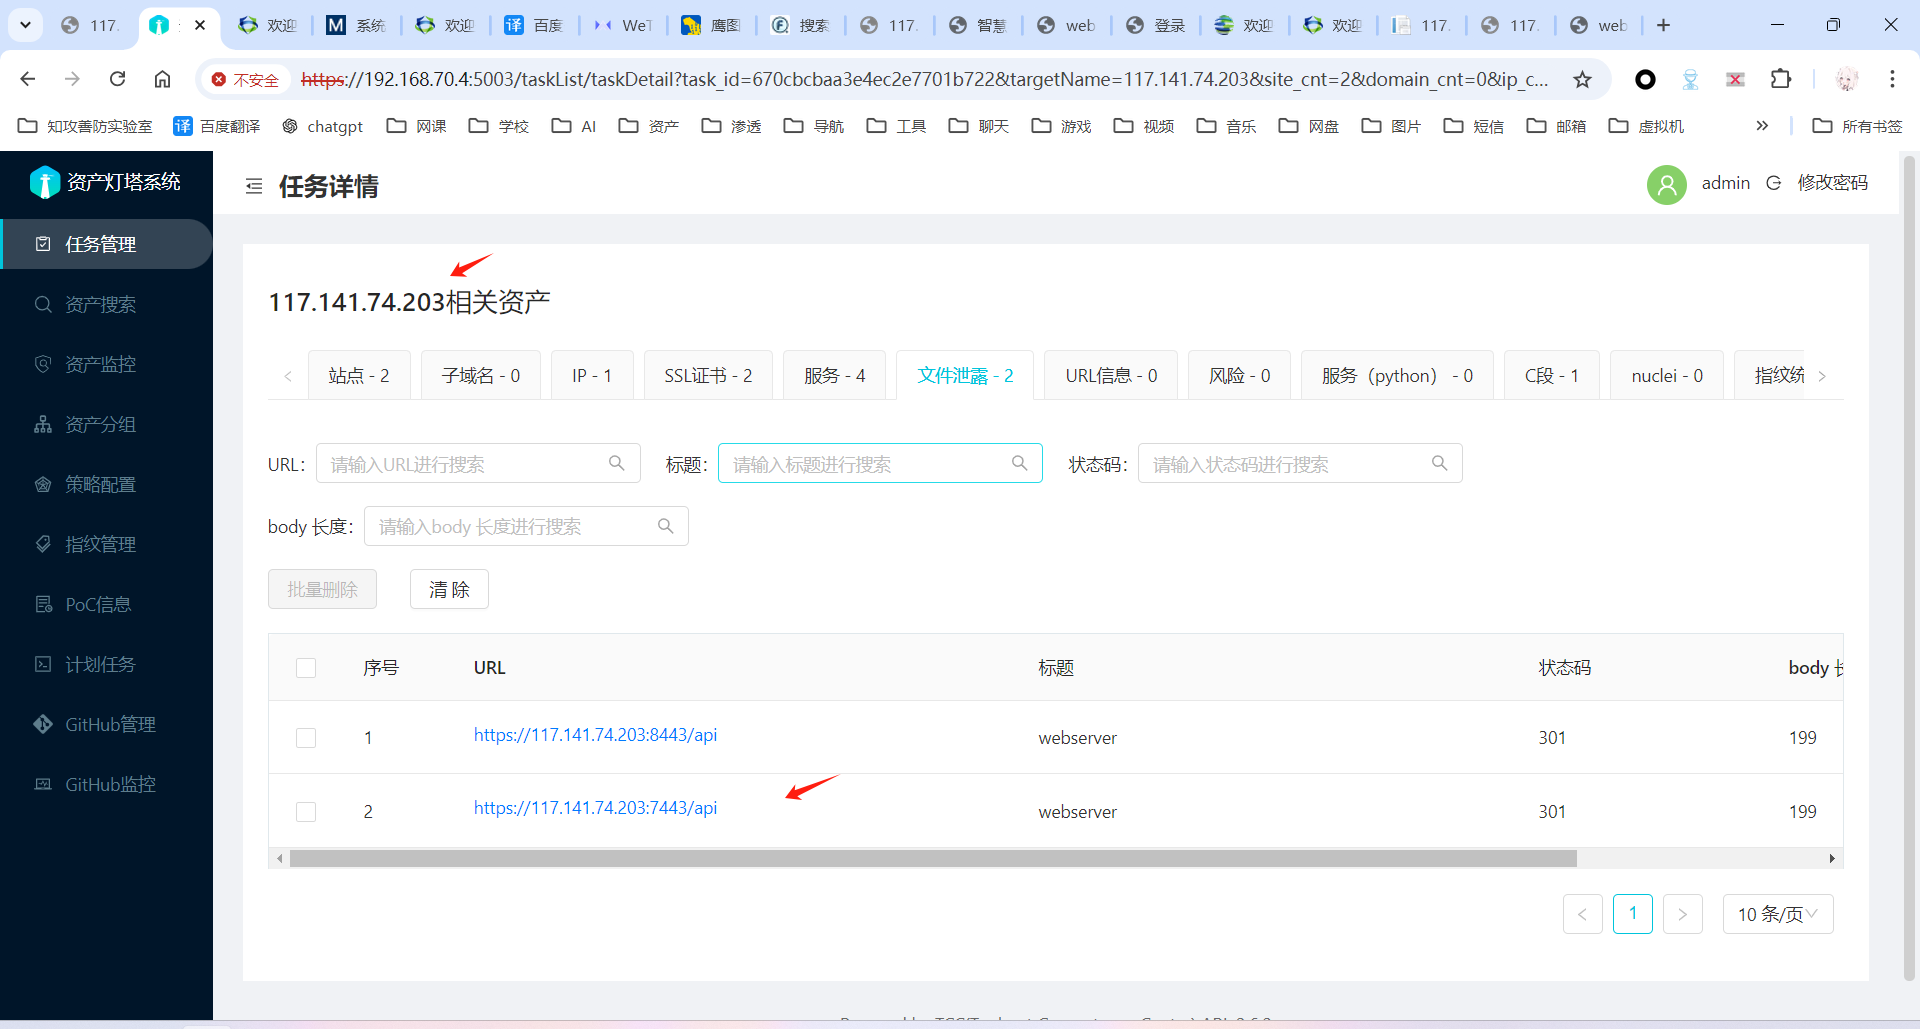 117.
欢迎
系统
欢迎
百度
WeT
鹰图
搜索
117.
智慧
web
登录
欢迎
欢迎
117.
117.
web
不安全
https://192.168.70.4:5003/taskList/taskDetail?task_id=670cbcbaa3e4ec2e7701b722&targetName=117.141.74.203&site_cnt=2&domain_cnt=0&ip_c...
知攻善防实验室
译 百度翻译
chatgpt
网课
学校
AI
资产
渗透
导航
工具
聊天
游戏
视频
音乐
网盘
图片
短信
邮箱
虚拟机
所有书签
资产灯塔系统
任务详情
admin
修改密码
任务管理
资产搜索
资产监控
资产分组
策略配置
指纹管理
PoC信息
计划任务
GitHub管理
GitHub监控
117.141.74.203相关资产
站点 - 2
子域名 - 0
IP - 1
SSL证书 - 2
服务 - 4
文件泄露 - 2
URL信息 - 0
风险 - 0
服务（python） - 0
C段 - 1
nuclei - 0
指纹统
URL: 请输入URL进行搜索
标题: 请输入标题进行搜索
状态码: 请输入状态码进行搜索
body 长度: 请输入body 长度进行搜索
批量删除
清 除
序号 URL 标题 状态码 body 长
1 https://117.141.74.203:8443/api webserver 301 199
2 https://117.141.74.203:7443/api webserver 301 199
1
10 条/页